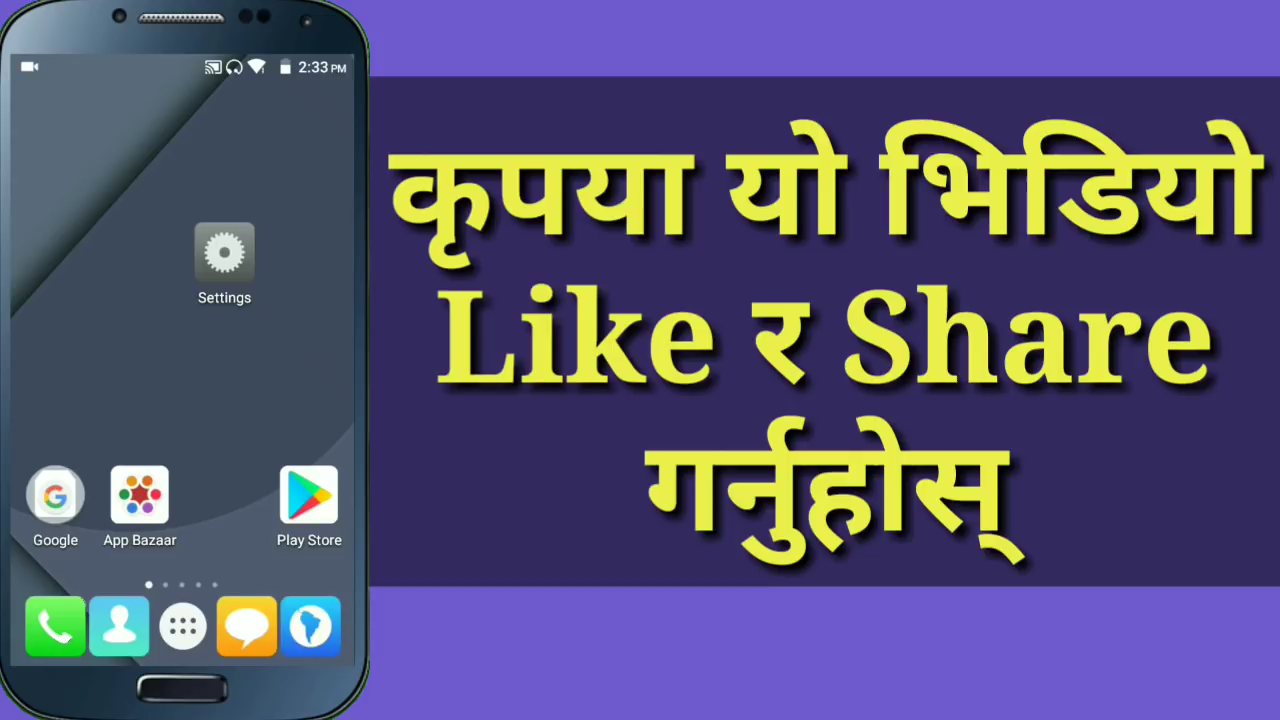 2:33 PM
Settings
Google
App Bazaar
Play Store
कृपया यो भिडियो
Like र Share
गर्नुहोस्